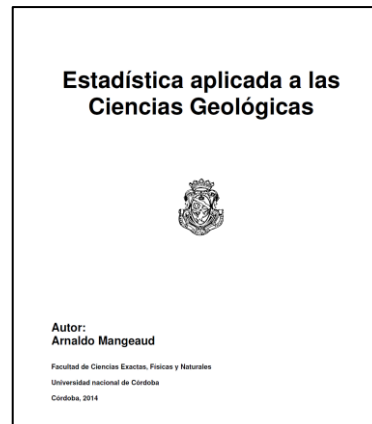 Estadística aplicada a las
Ciencias Geológicas
Autor:
Arnaldo Mangeaud
Facultad de Ciencias Exactas, Físicas y Naturales
Universidad nacional de Córdoba
Córdoba, 2014